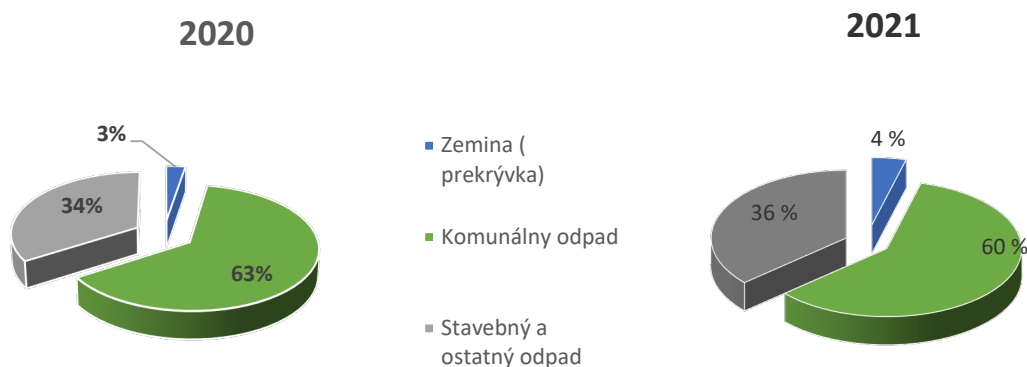 2020
3%
34%
63%
Zemina (
prekrývka)
Komunálny odpad
Stavebný a
ostatný odpad
2021
4 %
36 %
60 %